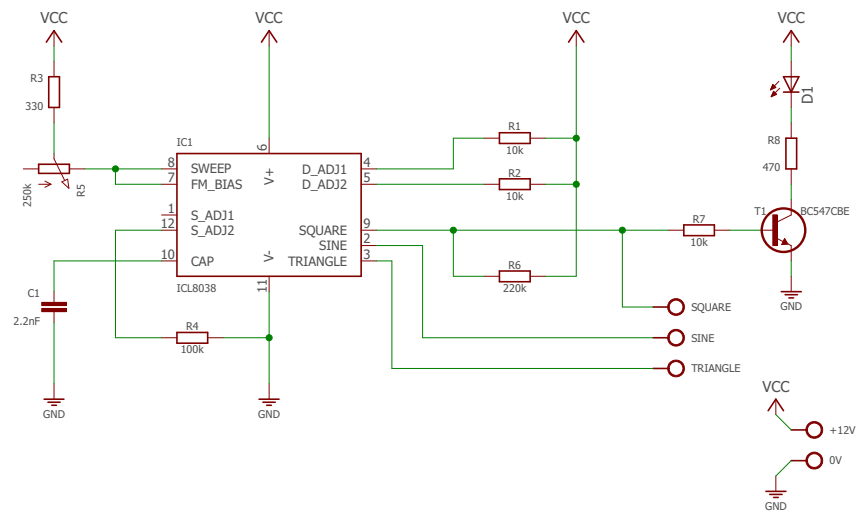 VCC
VCC
VCC
VCC
R3
330
R5
250k
IC1
8 SWEEP
7 FM_BIAS
1 S_ADJ1
12 S_ADJ2
10 CAP
6 V+
V- 11
D_ADJ1 4
D_ADJ2 5
SQUARE 9
SINE 2
TRIANGLE 3
ICL8038
R1
10k
R2
10k
R6
220k
R7
10k
D1
R8
470
T1 BC547CBE
GND
C1
2.2nF
GND
R4
100k
GND
SQUARE
SINE
TRIANGLE
VCC
+12V
0V
GND